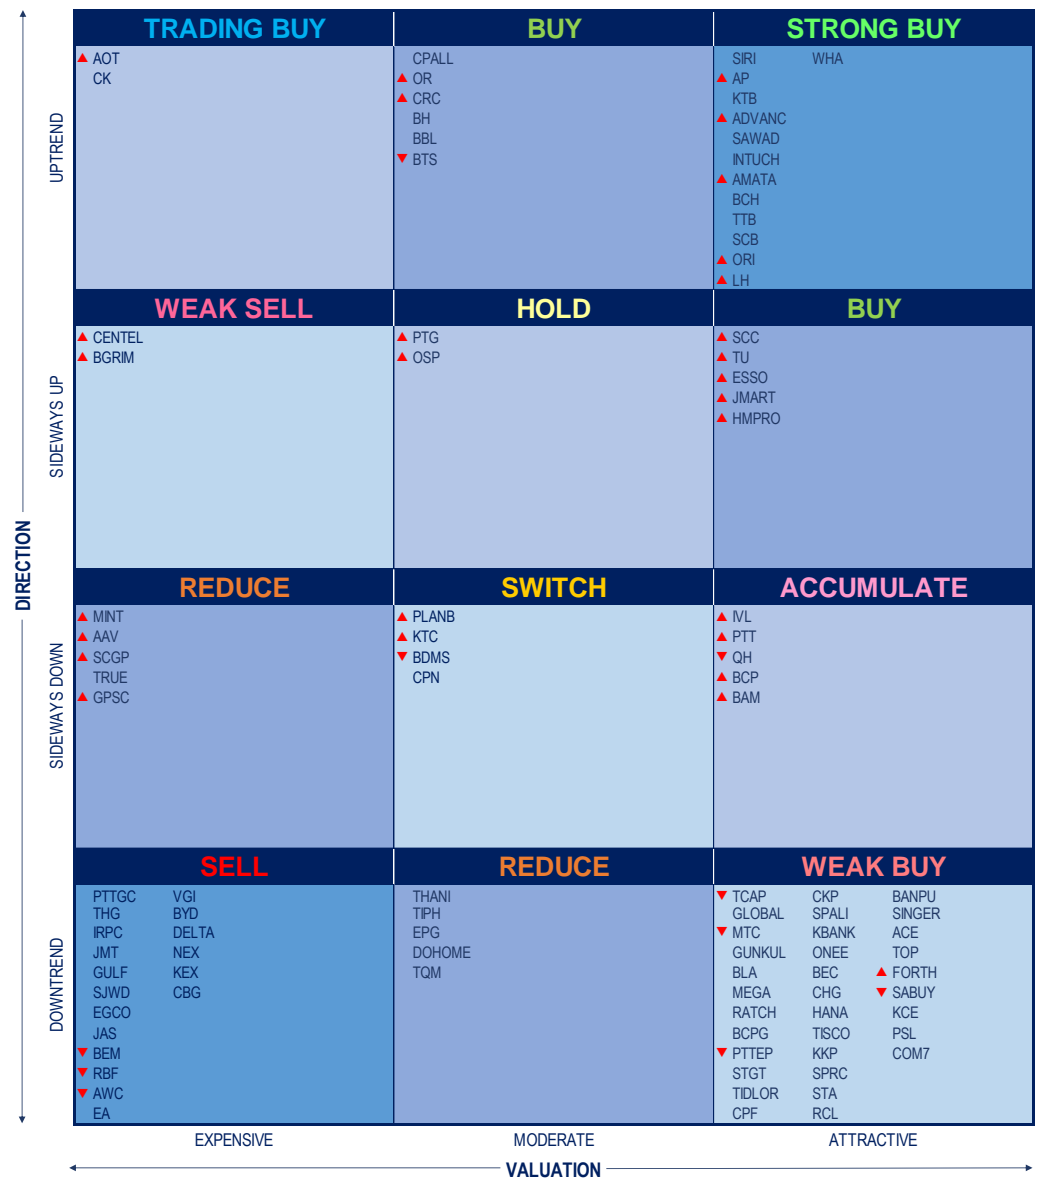 TRADING BUY BUY STRONG BUY
UPTREND
▲ AOT
CK
CPALL
▲ OR
▲ CRC
BH
BBL
▼ BTS
SIRI WHA
▲ AP
KTB
▲ ADVANC
SAWAD
INTUCH
▲ AMATA
BCH
TTB
SCB
▲ ORI
▲ LH
WEAK SELL HOLD BUY
SIDEWAYS UP
▲ CENTEL
▲ BGRIM
▲ PTG
▲ OSP
▲ SCC
▲ TU
▲ ESSO
▲ JMART
▲ HMPRO
DIRECTION
REDUCE SWITCH ACCUMULATE
SIDEWAYS DOWN
▲ MINT
▲ AAV
▲ SCGP
TRUE
▲ GPSC
▲ PLANB
▲ KTC
▼ BDMS
CPN
▲ IVL
▲ PTT
▼ QH
▲ BCP
▲ BAM
SELL REDUCE WEAK BUY
DOWNTREND
PTTGC VGI
THG BYD
IRPC DELTA
JMT NEX
GULF KEX
SJWD CBG
EGCO
JAS
▼ BEM
▼ RBF
▼ AWC
EA
THANI
TIPH
EPG
DOHOME
TQM
▼ TCAP CKP BANPU
GLOBAL SPALI SINGER
▼ MTC KBANK ACE
GUNKUL ONEE TOP
BLA BEC ▲ FORTH
MEGA CHG ▼ SABUY
RATCH HANA KCE
BCPG TISCO PSL
▼ PTTEP KKP COM7
STGT SPRC
TIDLOR STA
CPF RCL
EXPENSIVE MODERATE ATTRACTIVE
VALUATION